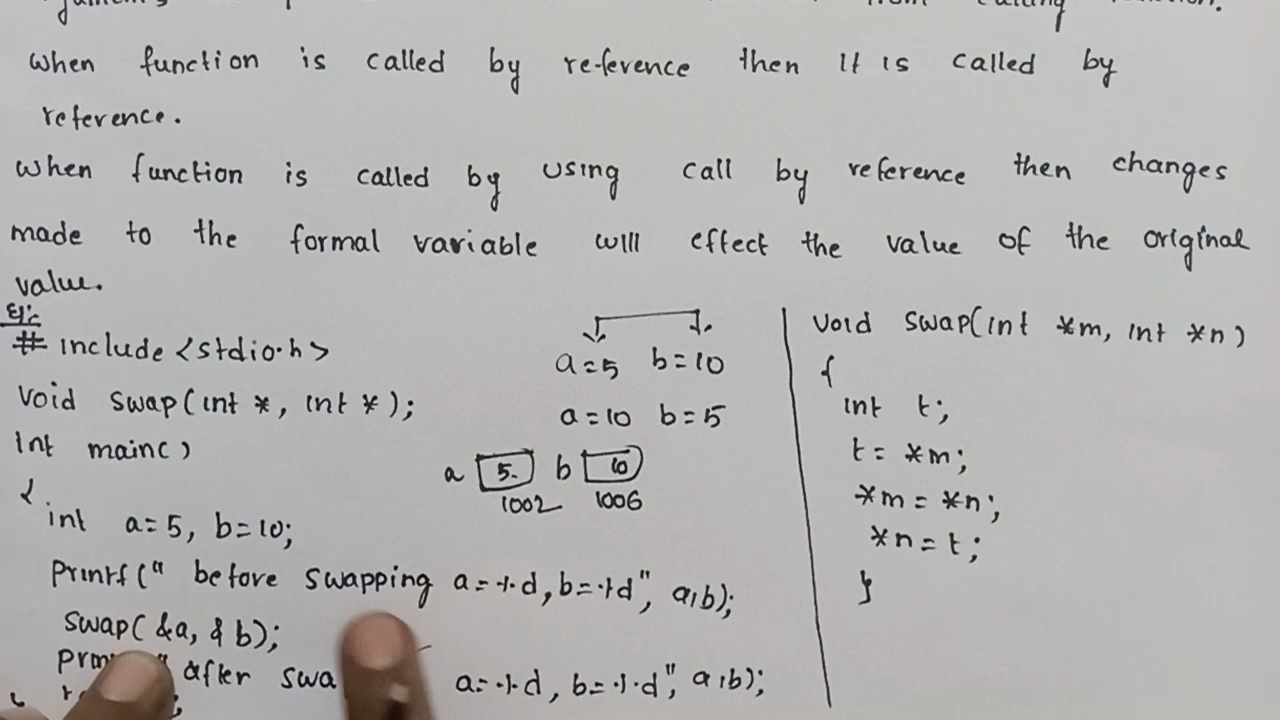 from calling function.
when function is called by reference then it is called by
reference.
when function is called by using call by reference then changes
made to the formal variable will effect the value of the original
value.
Eg:
# include <stdio.h>
void swap(int *, int *);
int main()
{
int a=5, b=10;
printf(" before swapping a=%d, b=%d", a,b);
swap( &a, &b);
after swa a=%d, b=%d", a,b);
a=5 b=10
a=10 b=5
a 5. b 10
1002 1006
void swap(int *m, int *n)
{
int t;
t= *m;
*m = *n;
*n = t;
}